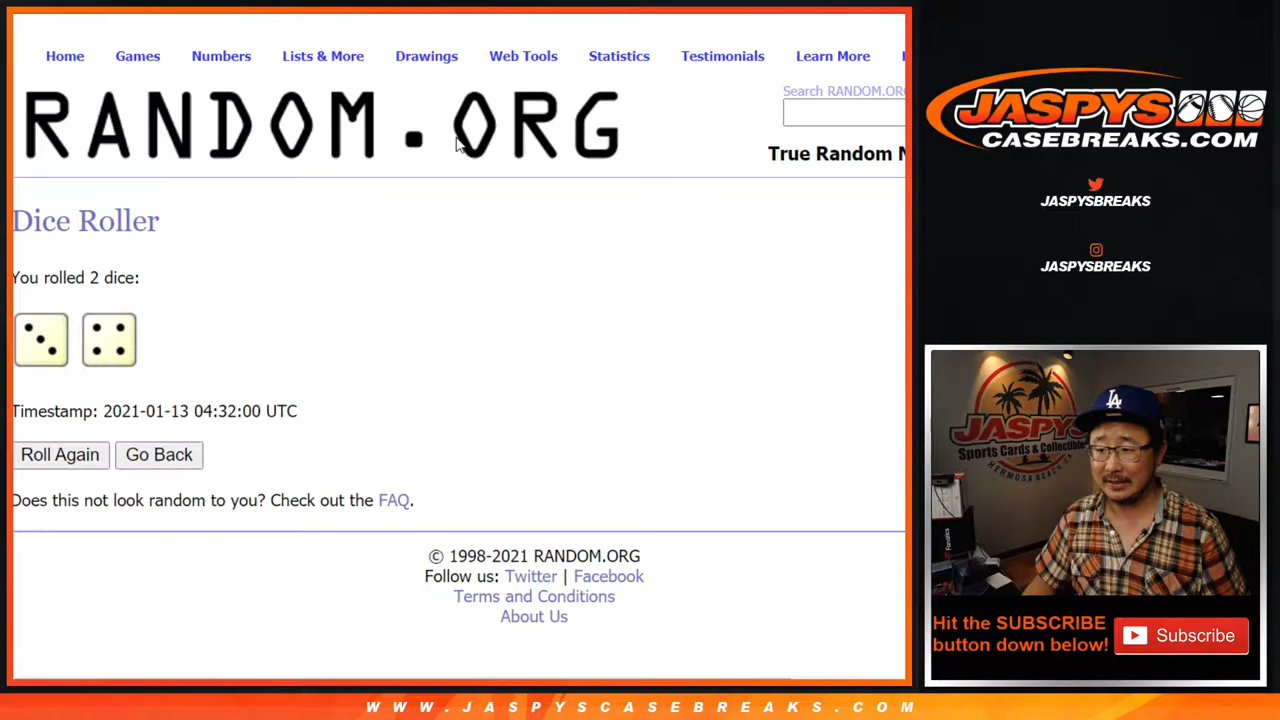 Home Games Numbers Lists & More Drawings Web Tools Statistics Testimonials Learn More
RANDOM.ORG
Search RANDOM.ORG
True Random N
Dice Roller
You rolled 2 dice:
Timestamp: 2021-01-13 04:32:00 UTC
Roll Again Go Back
Does this not look random to you? Check out the FAQ.
© 1998-2021 RANDOM.ORG
Follow us: Twitter | Facebook
Terms and Conditions
About Us
JASPYS
CASEBREAKS.COM
JASPYSBREAKS
JASPYSBREAKS
JASPYS
Sports Cards & Collectibles
HERMOSA BEACH
LA
Fanatics
Hit the SUBSCRIBE
button down below!
Subscribe
WWW.JASPYSCASEBREAKS.COM